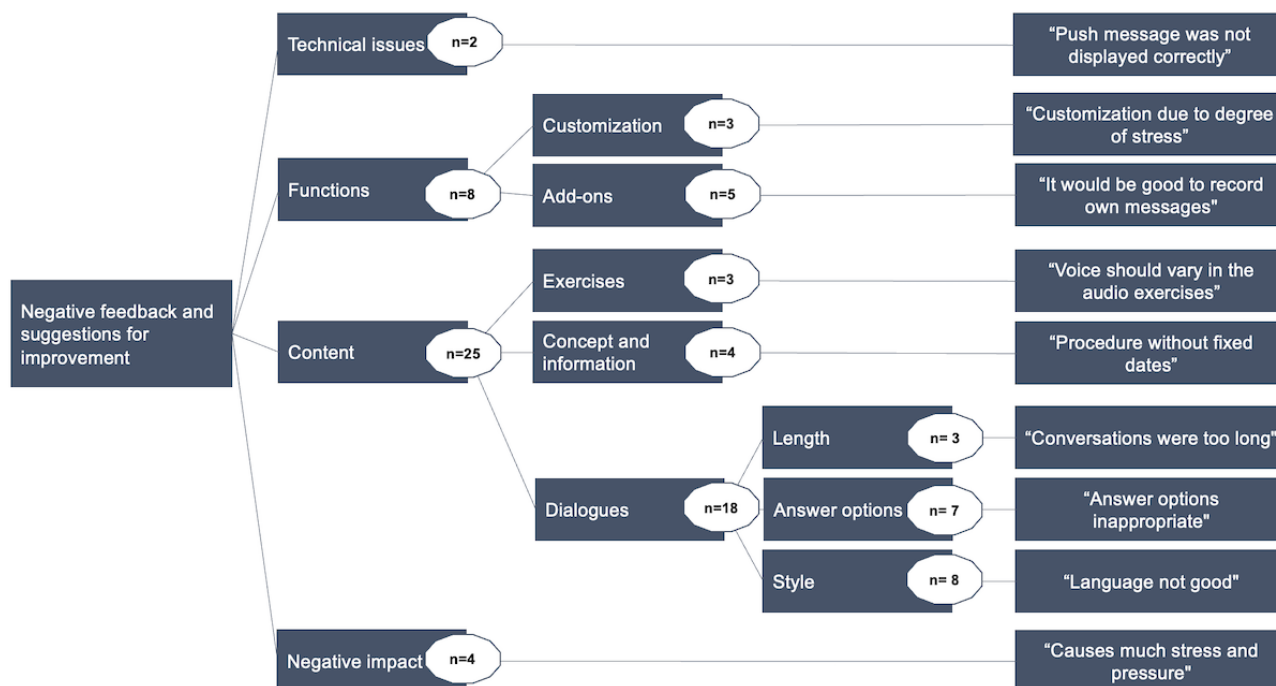 Negative feedback and
suggestions for
improvement
Technical issues
n=2
“Push message was not
displayed correctly”
Functions
n=8
Customization
n=3
“Customization due to degree
of stress”
Add-ons
n=5
“It would be good to record
own messages"
Content
n=25
Exercises
n=3
“Voice should vary in the
audio exercises”
Concept and
information
n=4
“Procedure without fixed
dates”
Dialogues
n=18
Length
n= 3
“Conversations were too long"
Answer options
n= 7
“Answer options
inappropriate"
Style
n= 8
“Language not good"
Negative impact
n=4
“Causes much stress and
pressure"